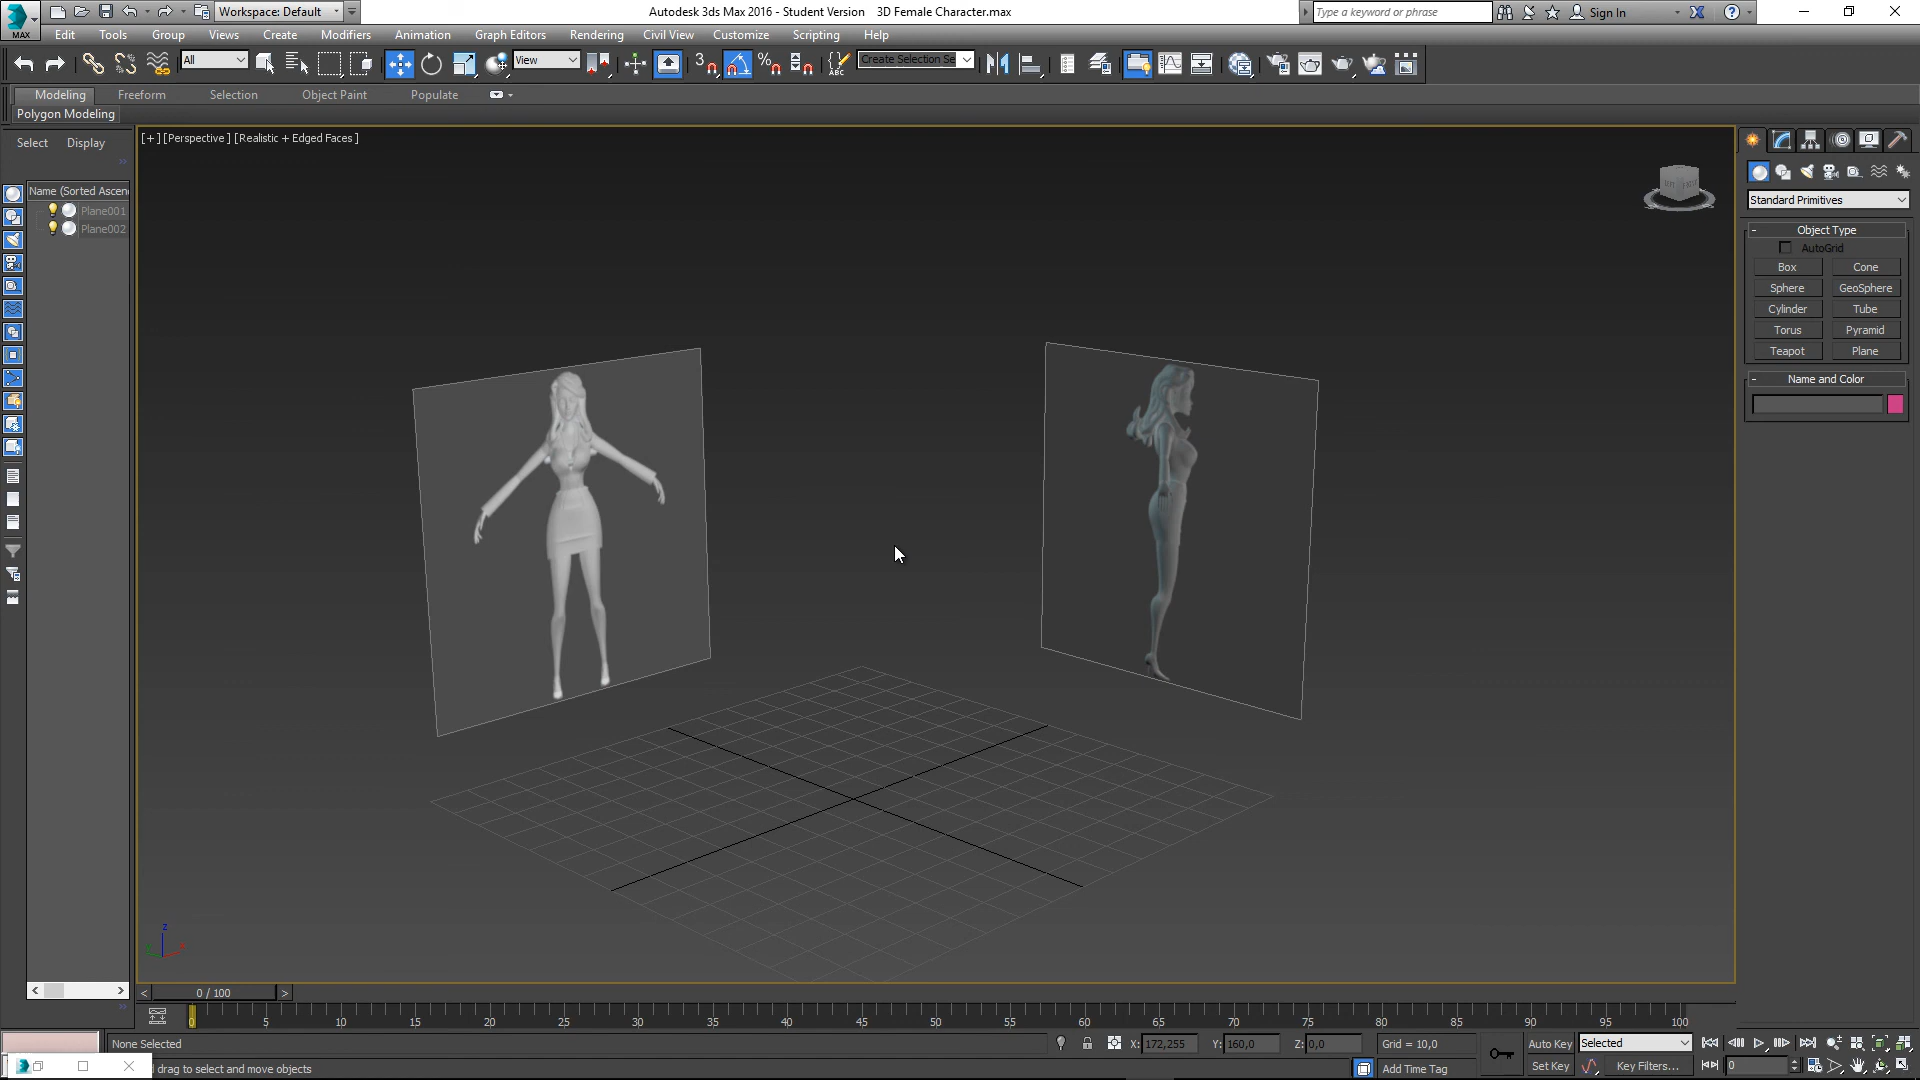 MAX
Workspace: Default
Autodesk 3ds Max 2016 - Student Version    3D Female Character.max
Type a keyword or phrase
Sign In
Edit Tools Group Views Create Modifiers Animation Graph Editors Rendering Civil View Customize Scripting Help
All
View
3
ABC
Create Selection Se
Modeling Freeform Selection Object Paint Populate
Polygon Modeling
Select Display
[+] [Perspective] [Realistic + Edged Faces]
Name (Sorted Ascen
Plane001
Plane002
Standard Primitives
Object Type
AutoGrid
Box Cone
Sphere GeoSphere
Cylinder Tube
Torus Pyramid
Teapot Plane
Name and Color
z
0 / 100
0 5 10 15 20 25 30 35 40 45 50 55 60 65 70 75 80 85 90 95 100
None Selected
X: 172,255 Y: 160,0 Z: 0,0 Grid = 10,0
Auto Key Selected
drag to select and move objects
Add Time Tag
Set Key Key Filters... 0